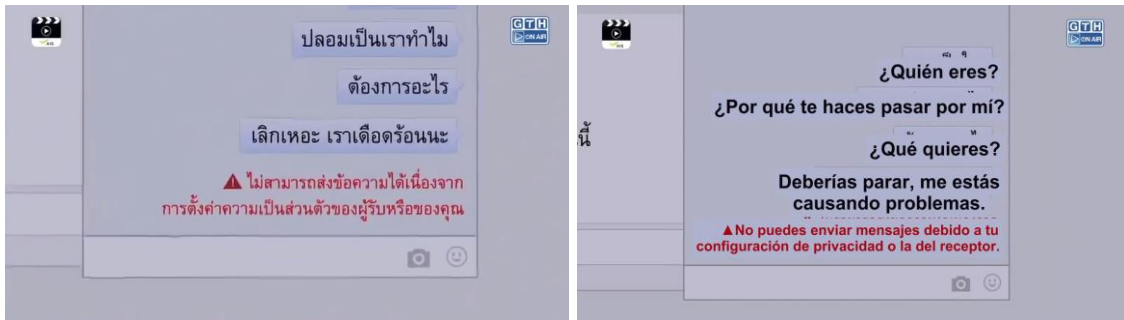 GTH
ON AIR
ปลอมเป็นเราทำไม
ต้องการอะไร
เลิกเหอะ เราเดือดร้อนนะ
▲ ไม่สามารถส่งข้อความได้เนื่องจาก
การตั้งค่าความเป็นส่วนตัวของผู้รับหรือของคุณ
GTH
ON AIR
¿Quién eres?
¿Por qué te haces pasar por mí?
นี้
¿Qué quieres?
Deberías parar, me estás
causando problemas.
▲No puedes enviar mensajes debido a tu
configuración de privacidad o la del receptor.